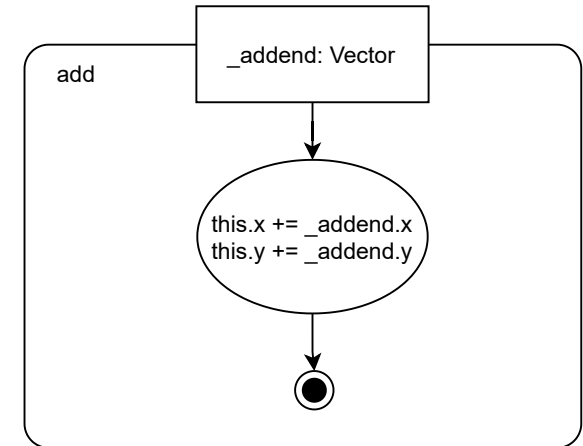 _addend: Vector
add
this.x += _addend.x
this.y += _addend.y